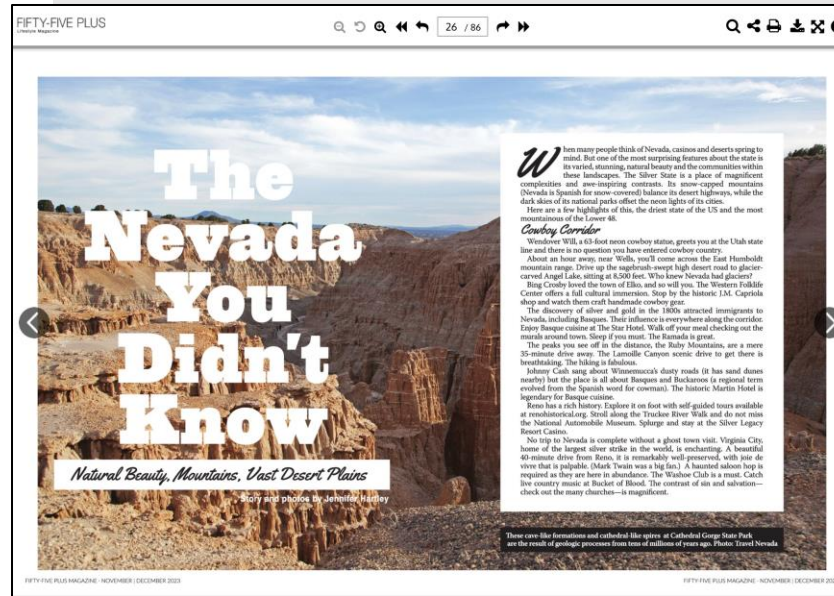 FIFTY-FIVE PLUS
Lifestyle Magazine
26 / 86
The
Nevada
You
Didn't
Know
Natural Beauty, Mountains, Vast Desert Plains
Story and photos by Jennifer Hartley
When many people think of Nevada, casinos and deserts spring to
mind. But one of the most surprising features about the state is
its varied, stunning, natural beauty and the communities within
these landscapes. The Silver State is a place of magnificent
complexities and awe-inspiring contrasts. Its snow-capped mountains
(Nevada is Spanish for snow-covered) balance its desert highways, while the
dark skies of its national parks offset the neon lights of its cities.
Here are a few highlights of this, the driest state of the US and the most
mountainous of the Lower 48.
Cowboy Corridor
Wendover Will, a 63-foot neon cowboy statue, greets you at the Utah state
line and there is no question you have entered cowboy country.
About an hour away, near Wells, you'll come across the East Humboldt
mountain range. Drive up the sagebrush-swept high desert road to glacier-
carved Angel Lake, sitting at 8,500 feet. Who knew Nevada had glaciers?
Bing Crosby loved the town of Elko, and so will you. The Western Folklife
Center offers a full cultural immersion. Stop by the historic J.M. Capriola
shop and watch them craft handmade cowboy gear.
The discovery of silver and gold in the 1800s attracted immigrants to
Nevada, including Basques. Their influence is everywhere along the corridor.
Enjoy Basque cuisine at The Star Hotel. Walk off your meal checking out the
murals around town. Sleep if you must. The Ramada is great.
The peaks you see off in the distance, the Ruby Mountains, are a mere
35-minute drive away. The Lamoille Canyon scenic drive to get there is
breathtaking. The hiking is fabulous.
Johnny Cash sang about Winnemucca's dusty roads (it has sand dunes
nearby) but the place is all about Basques and Buckaroos (a regional term
evolved from the Spanish word for cowman). The historic Martin Hotel is
legendary for Basque cuisine.
Reno has a rich history. Explore it on foot with self-guided tours available
at renohistorical.org. Stroll along the Truckee River Walk and do not miss
the National Automobile Museum. Splurge and stay at the Silver Legacy
Resort Casino.
No trip to Nevada is complete without a ghost town visit. Virginia City,
home of the largest silver strike in the world, is enchanting. A beautiful
40-minute drive from Reno, it is remarkably well-preserved, with joie de
vivre that is palpable. (Mark Twain was a big fan.) A haunted saloon hop is
required as they are here in abundance. The Washoe Club is a must. Catch
live country music at Bucket of Blood. The contrast of sin and salvation—
check out the many churches—is magnificent.
These cave-like formations and cathedral-like spires at Cathedral Gorge State Park
are the result of geologic processes from tens of millions of years ago. Photo: Travel Nevada
FIFTY-FIVE PLUS MAGAZINE - NOVEMBER | DECEMBER 2023
FIFTY-FIVE PLUS MAGAZINE - NOVEMBER | DECEMBER 202